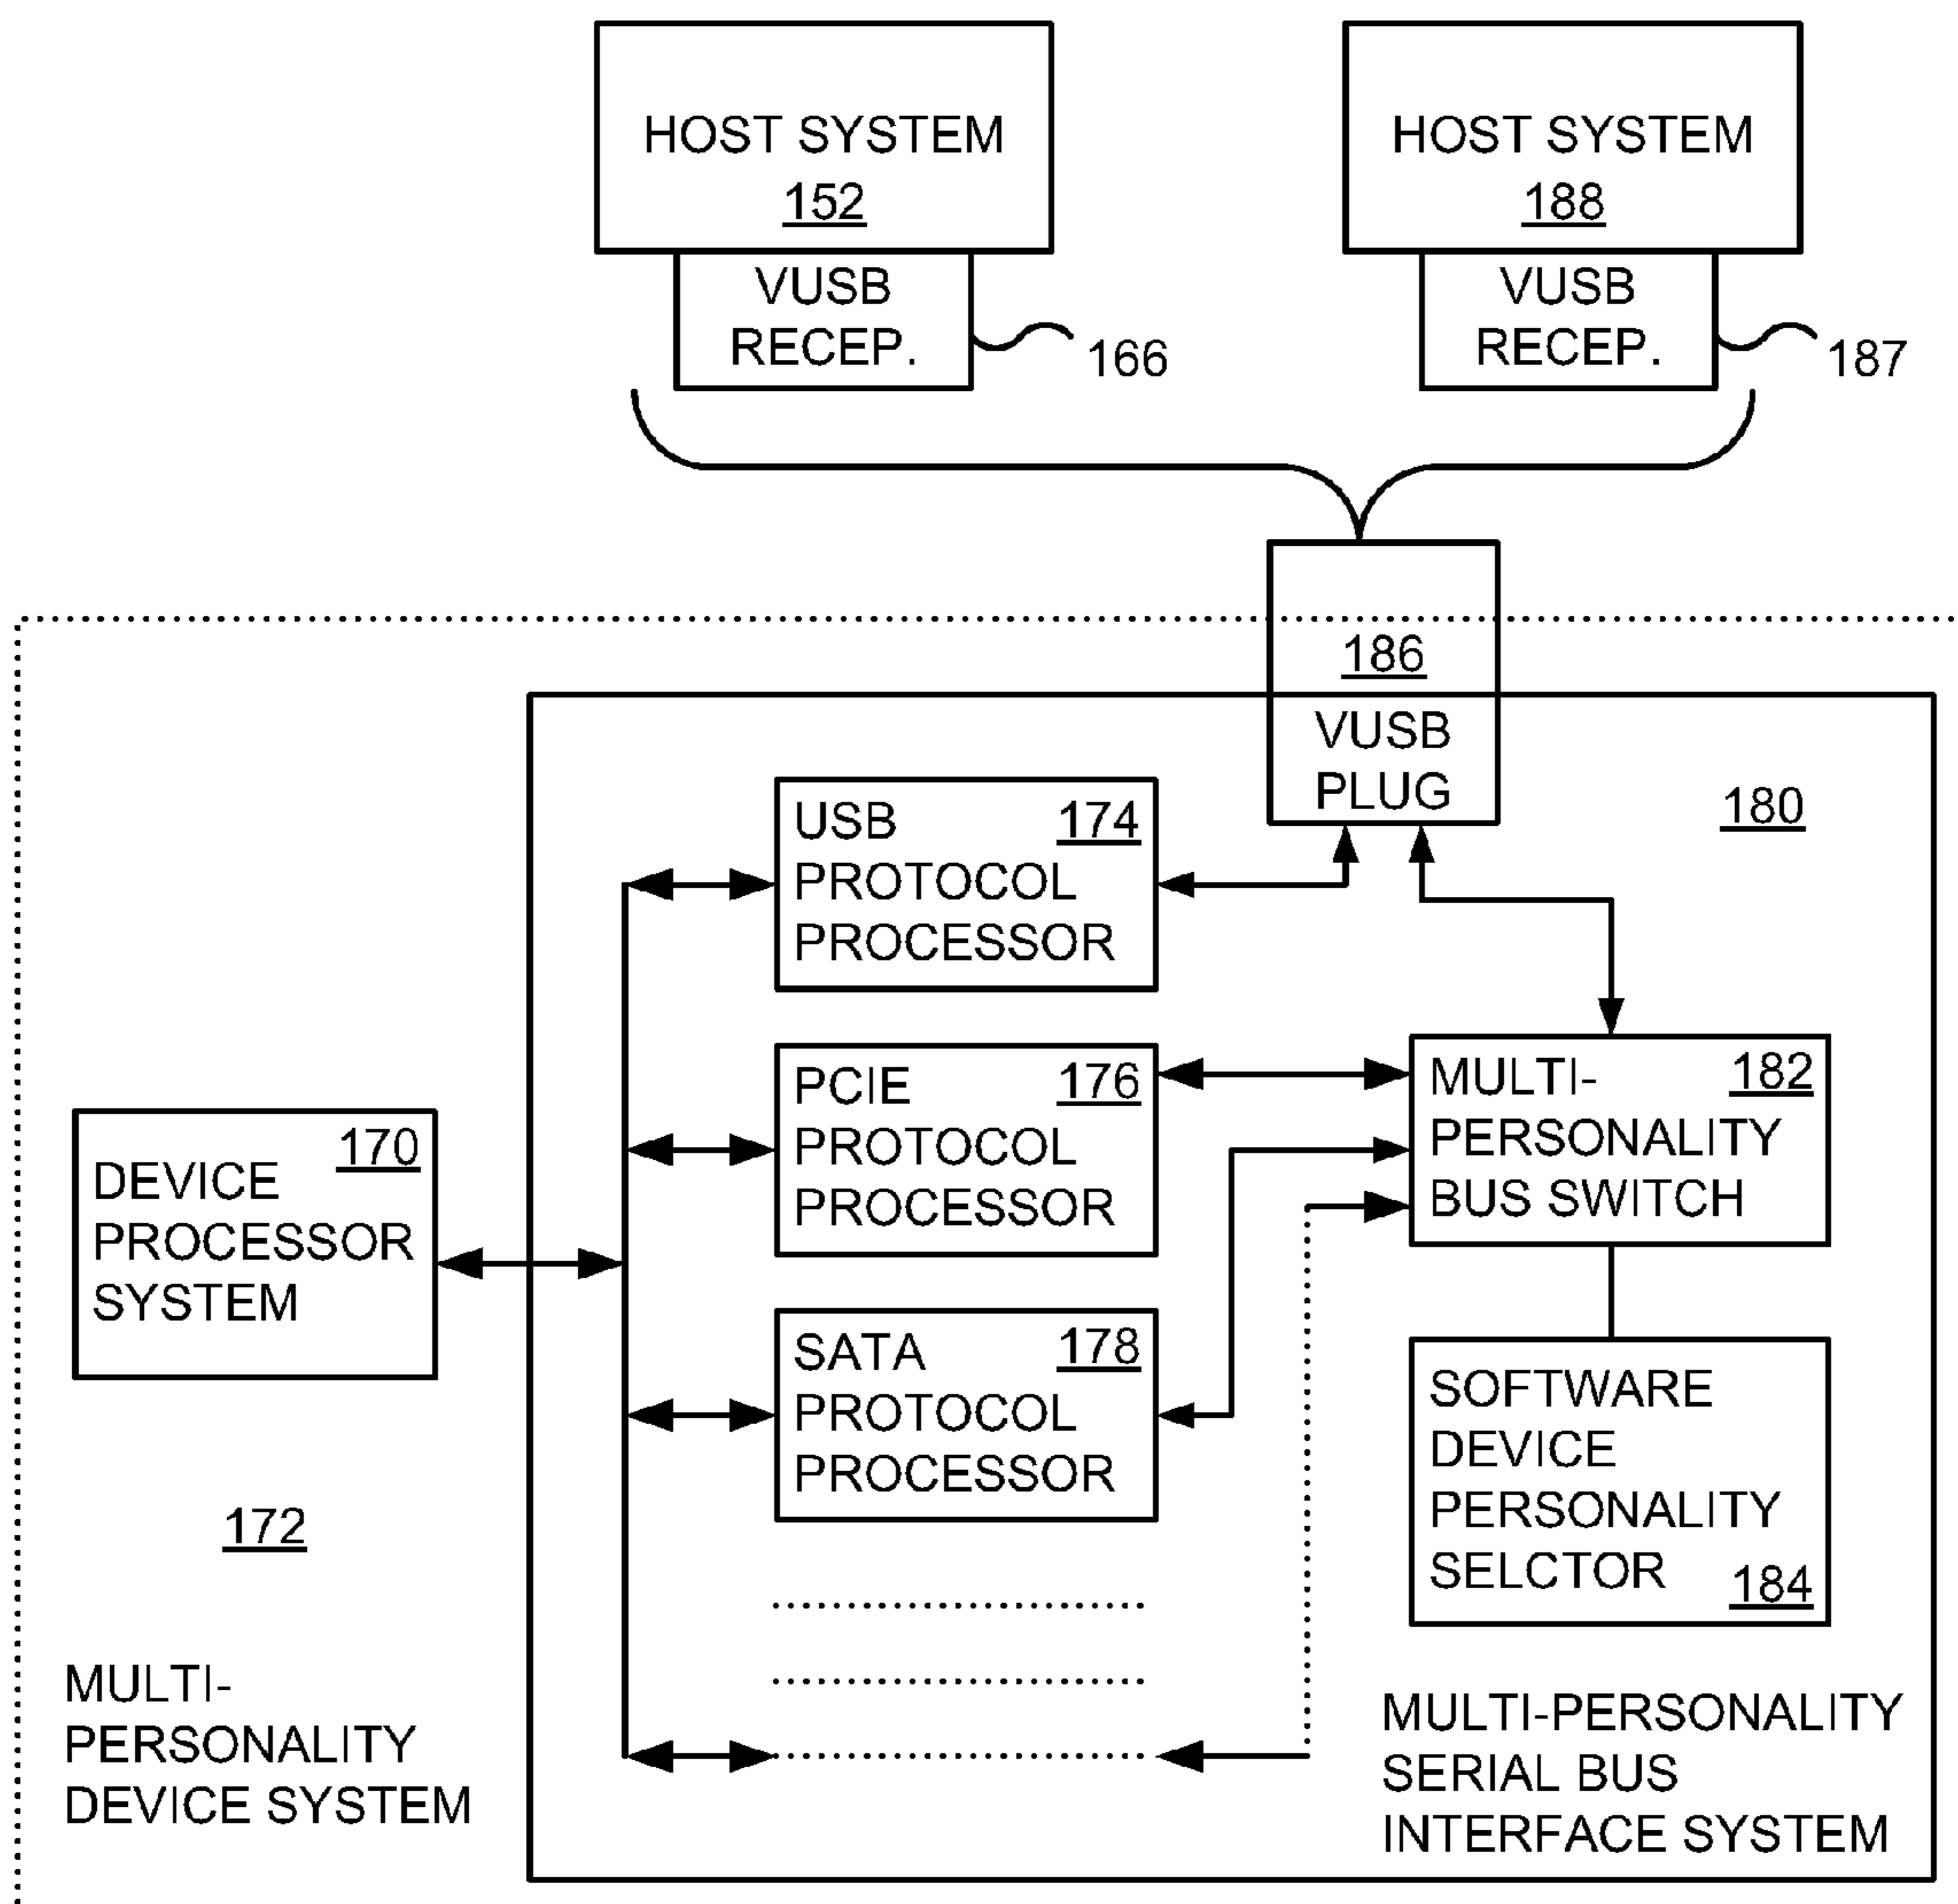 HOST SYSTEM
152
HOST SYSTEM
188
VUSB
RECEP.
166
VUSB
RECEP.
187
186
VUSB
PLUG
180
USB
174
PROTOCOL
PROCESSOR
PCIE
176
PROTOCOL
PROCESSOR
MULTI-
182
PERSONALITY
BUS SWITCH
170
DEVICE
PROCESSOR
SYSTEM
SATA
178
PROTOCOL
PROCESSOR
SOFTWARE
DEVICE
PERSONALITY
SELCTOR
184
172
MULTI-
PERSONALITY
DEVICE SYSTEM
MULTI-PERSONALITY
SERIAL BUS
INTERFACE SYSTEM